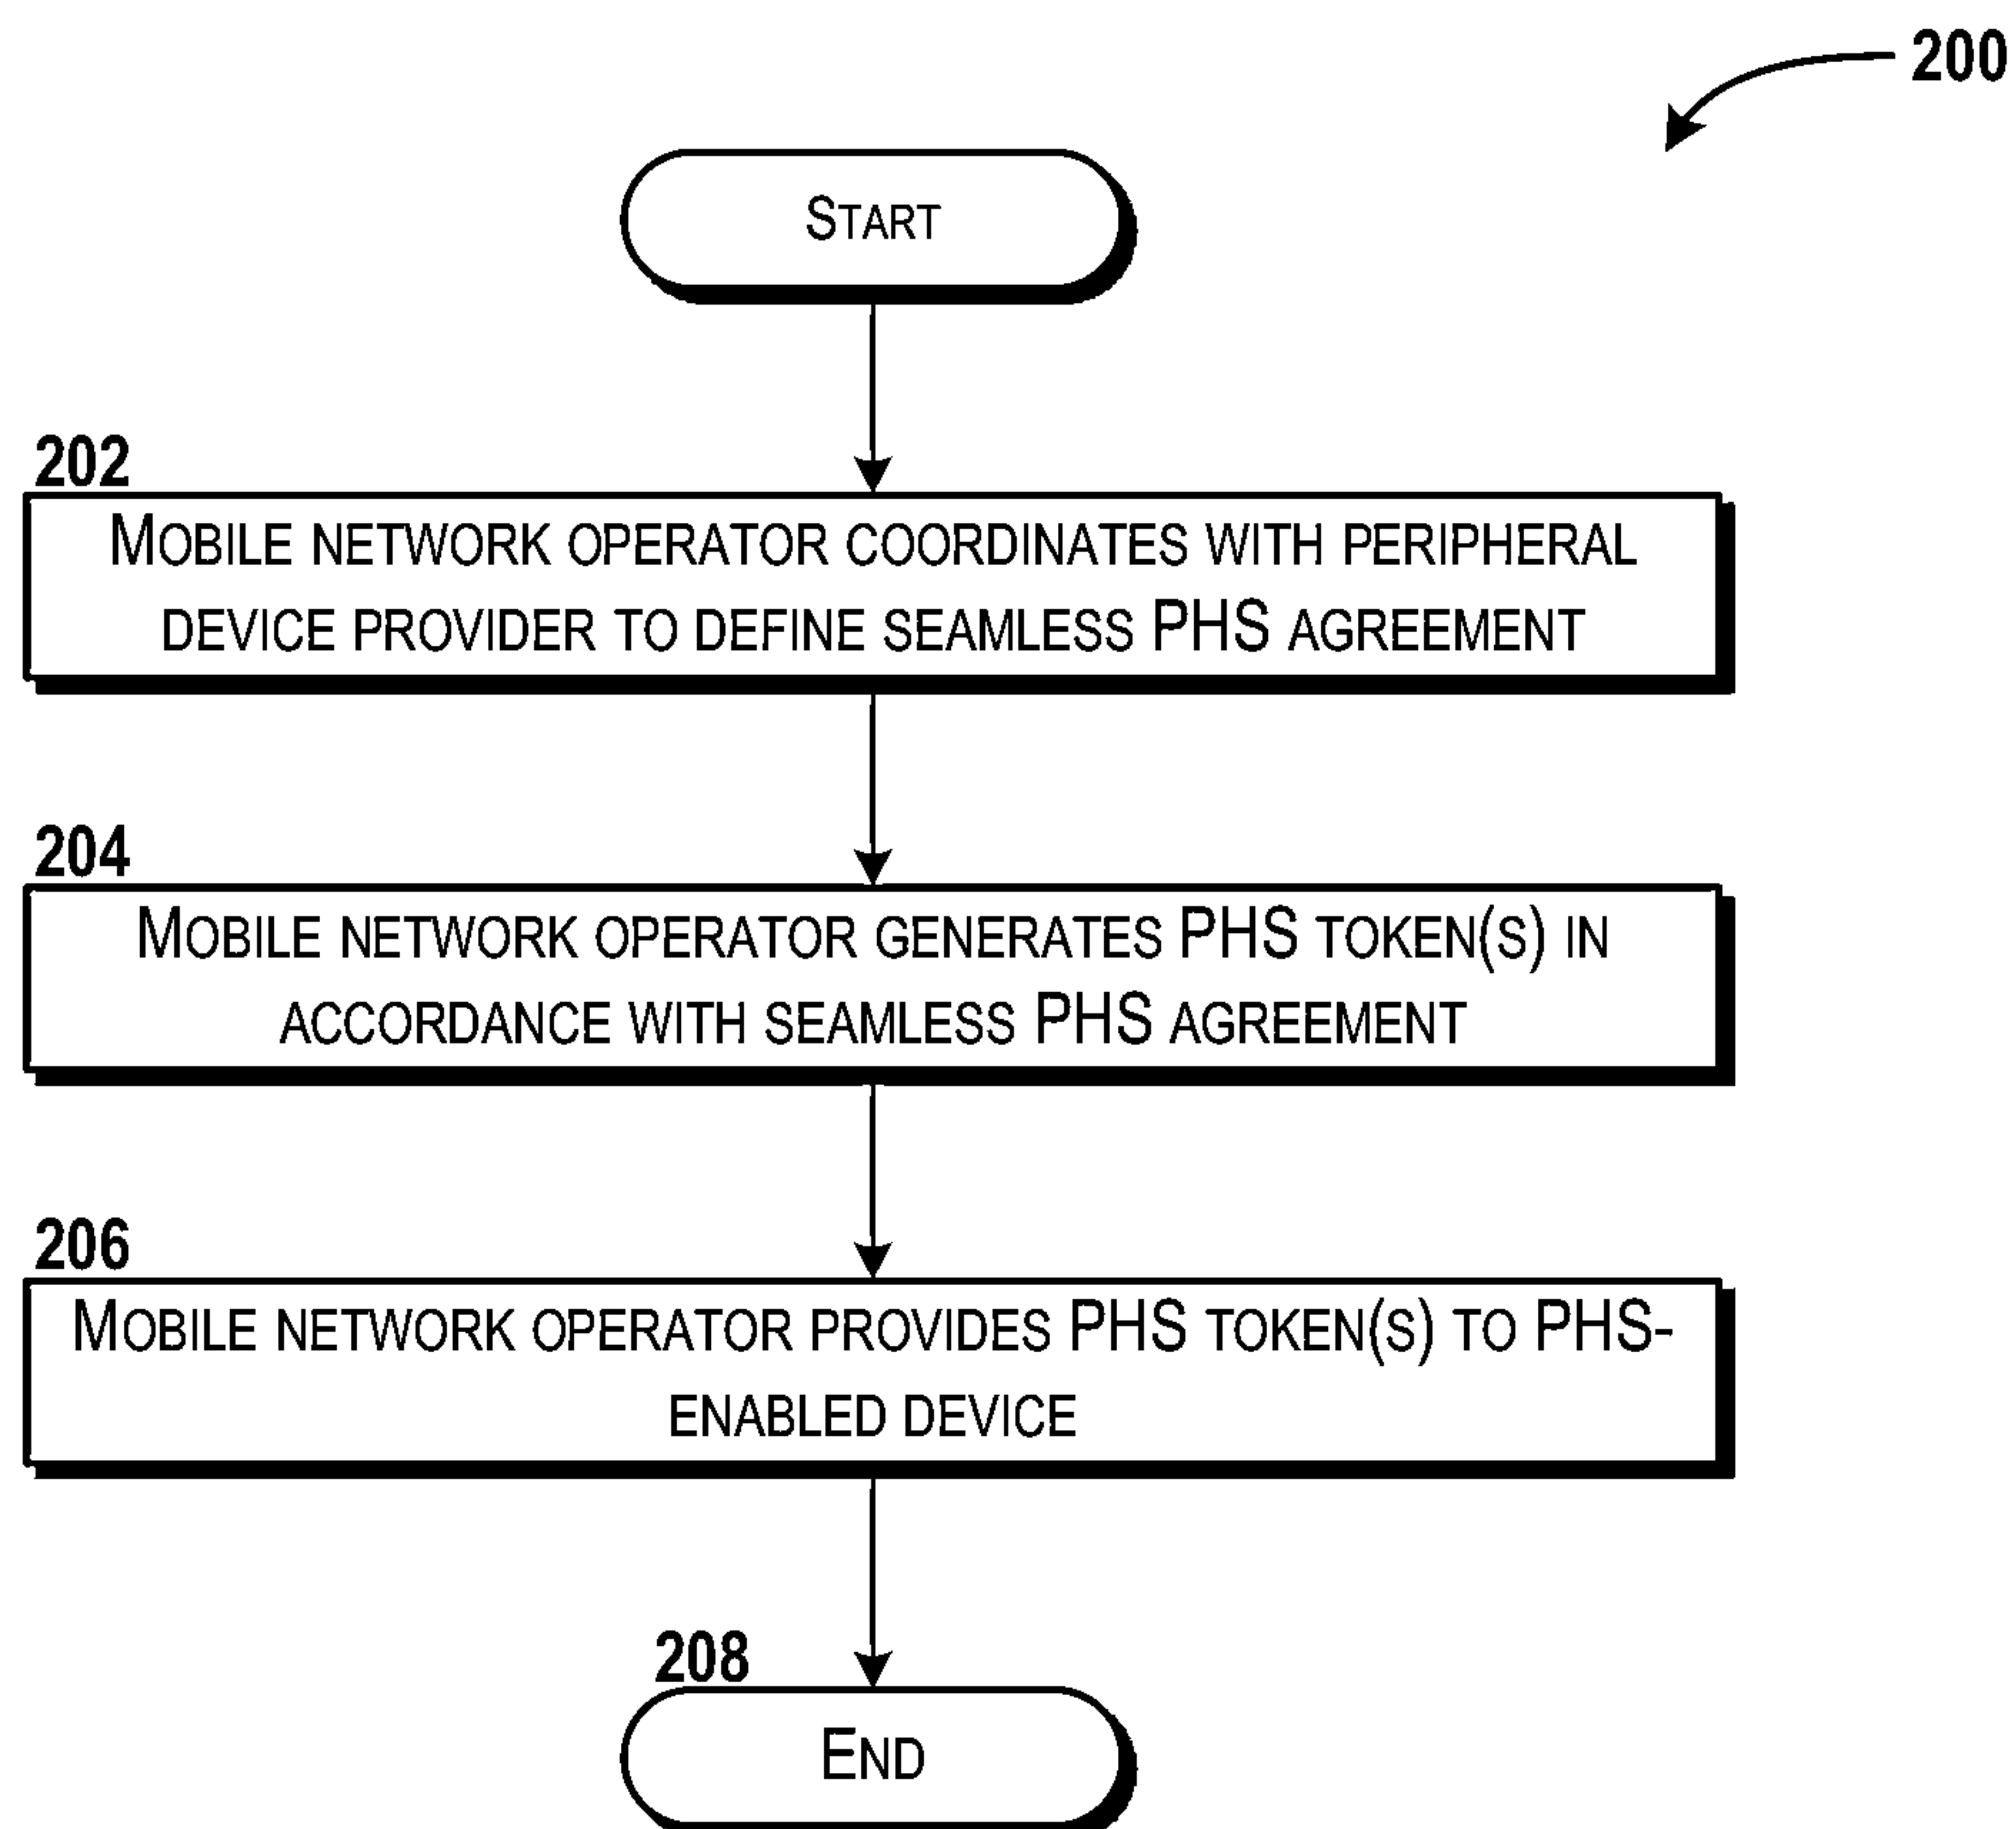 200
START
202
MOBILE NETWORK OPERATOR COORDINATES WITH PERIPHERAL
DEVICE PROVIDER TO DEFINE SEAMLESS PHS AGREEMENT
204
MOBILE NETWORK OPERATOR GENERATES PHS TOKEN(S) IN
ACCORDANCE WITH SEAMLESS PHS AGREEMENT
206
MOBILE NETWORK OPERATOR PROVIDES PHS TOKEN(S) TO PHS-
ENABLED DEVICE
208
END